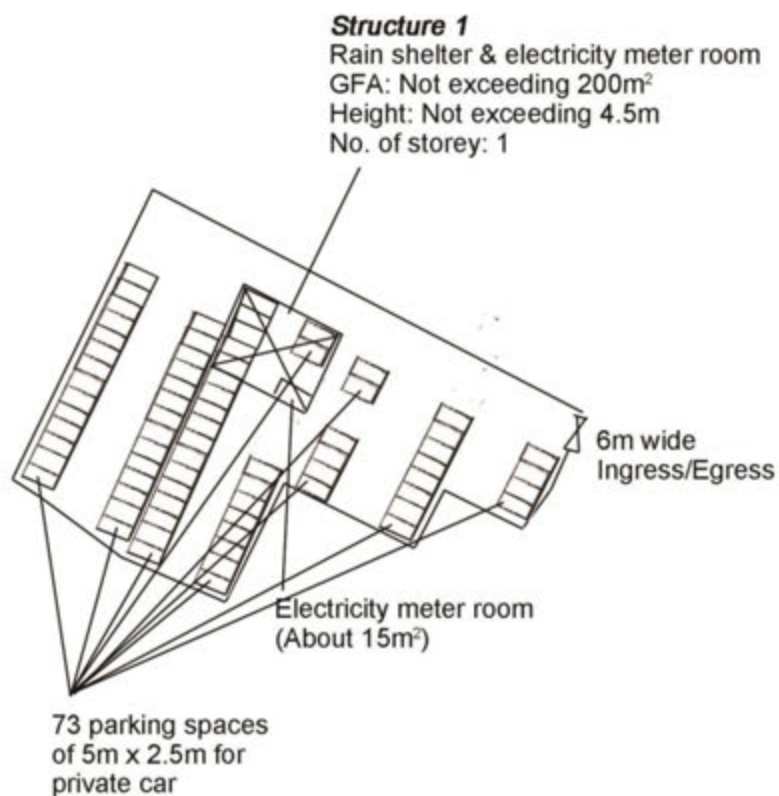 Structure 1
Rain shelter & electricity meter room
GFA: Not exceeding 200m²
Height: Not exceeding 4.5m
No. of storey: 1
6m wide
Ingress/Egress
Electricity meter room
(About 15m²)
73 parking spaces
of 5m x 2.5m for
private car